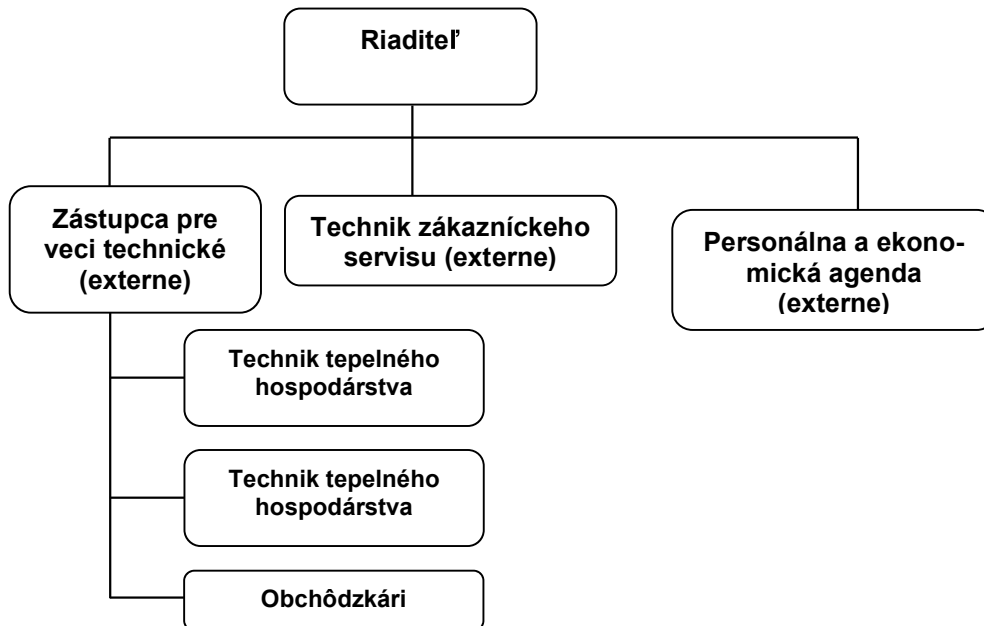 Riaditeľ
Zástupca pre
veci technické
(externe)
Technik zákazníckeho
servisu (externe)
Personálna a ekono-
mická agenda
(externe)
Technik tepelného
hospodárstva
Technik tepelného
hospodárstva
Obchôdzkári